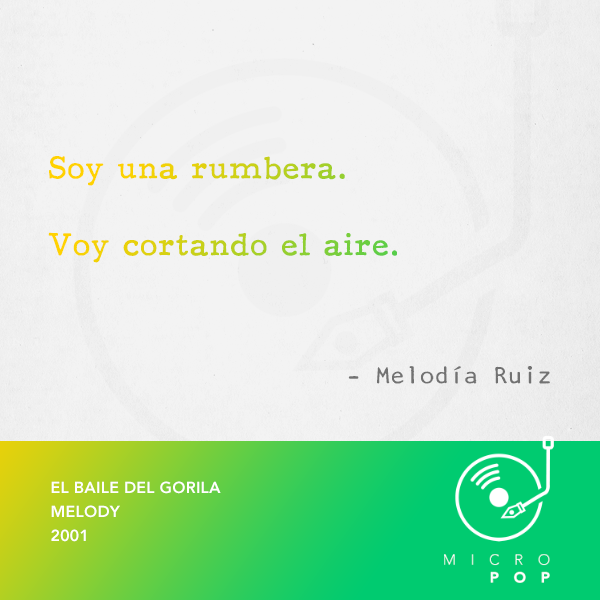 Soy una rumbera.
Voy cortando el aire.
- Melodía Ruiz
EL BAILE DEL GORILA
MELODY
2001
MICRO
POP